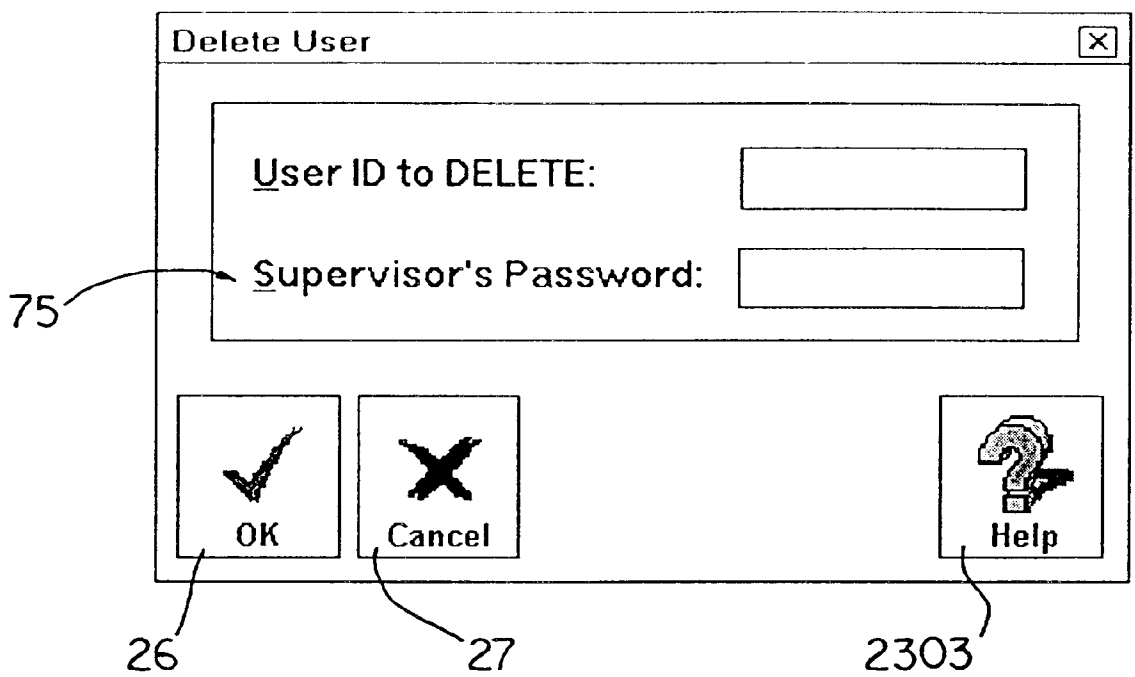 Delete User
User ID to DELETE:
Supervisor's Password:
75
OK
Cancel
Help
26
27
2303